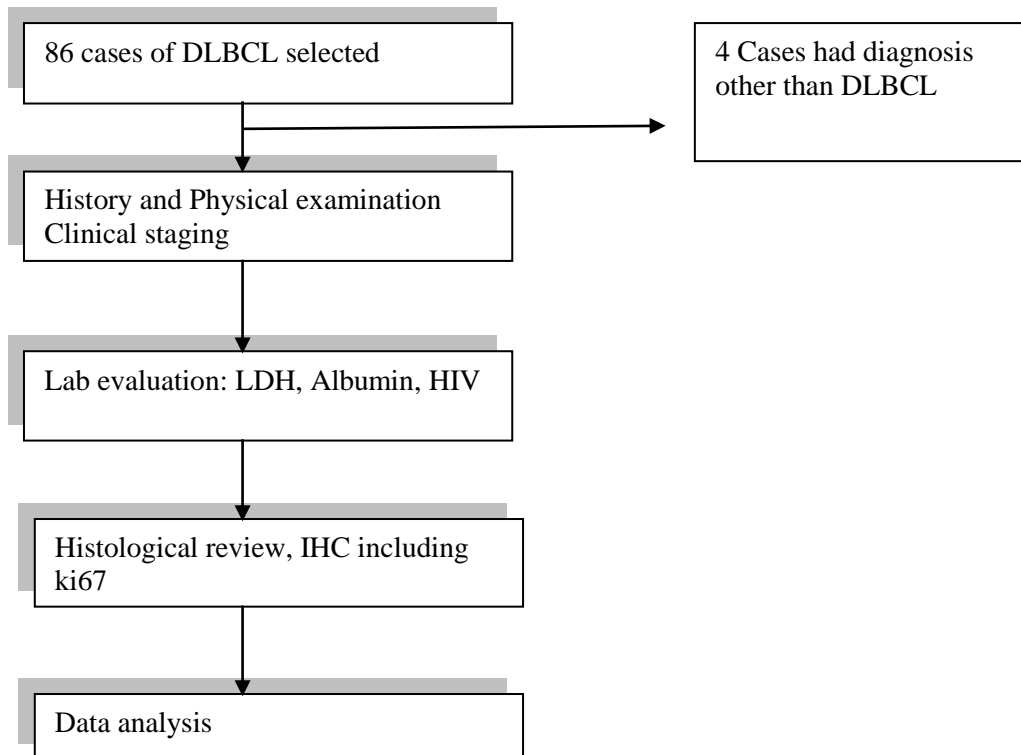 86 cases of DLBCL selected
4 Cases had diagnosis
other than DLBCL
History and Physical examination
Clinical staging
Lab evaluation: LDH, Albumin, HIV
Histological review, IHC including
ki67
Data analysis